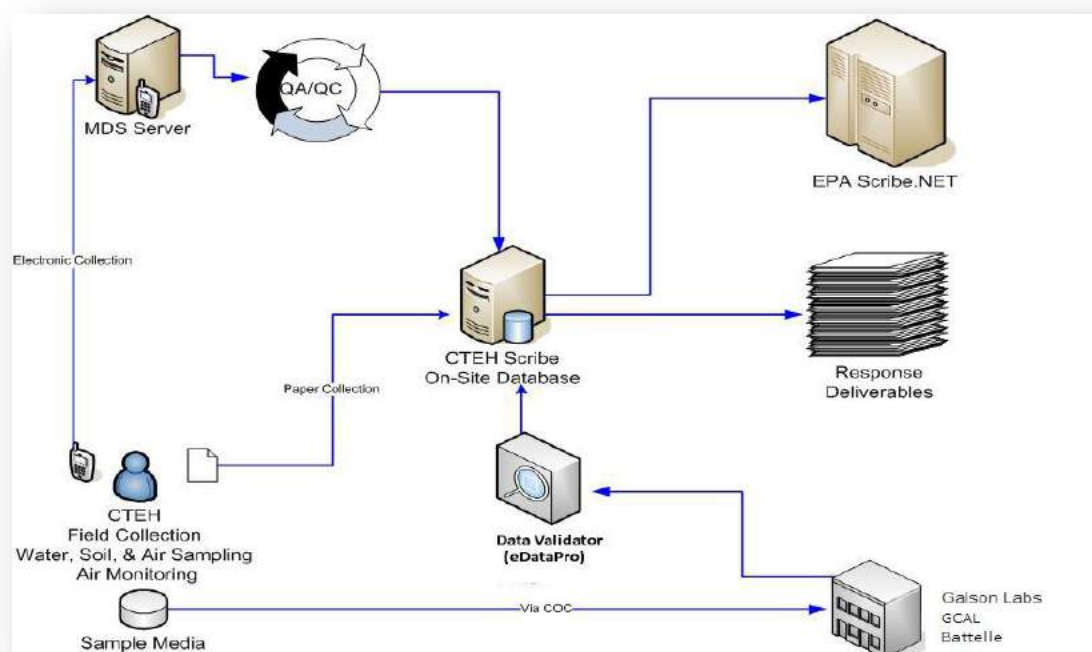 MDS Server
QA/QC
EPA Scribe.NET
Electronic Collection
CTEH Scribe
On-Site Database
Response
Deliverables
Paper Collection
CTEH
Field Collection
Water, Soil, & Air Sampling
Air Monitoring
Data Validator
(eDataPro)
Via COC
Sample Media
Galson Labs
GCAL
Battelle